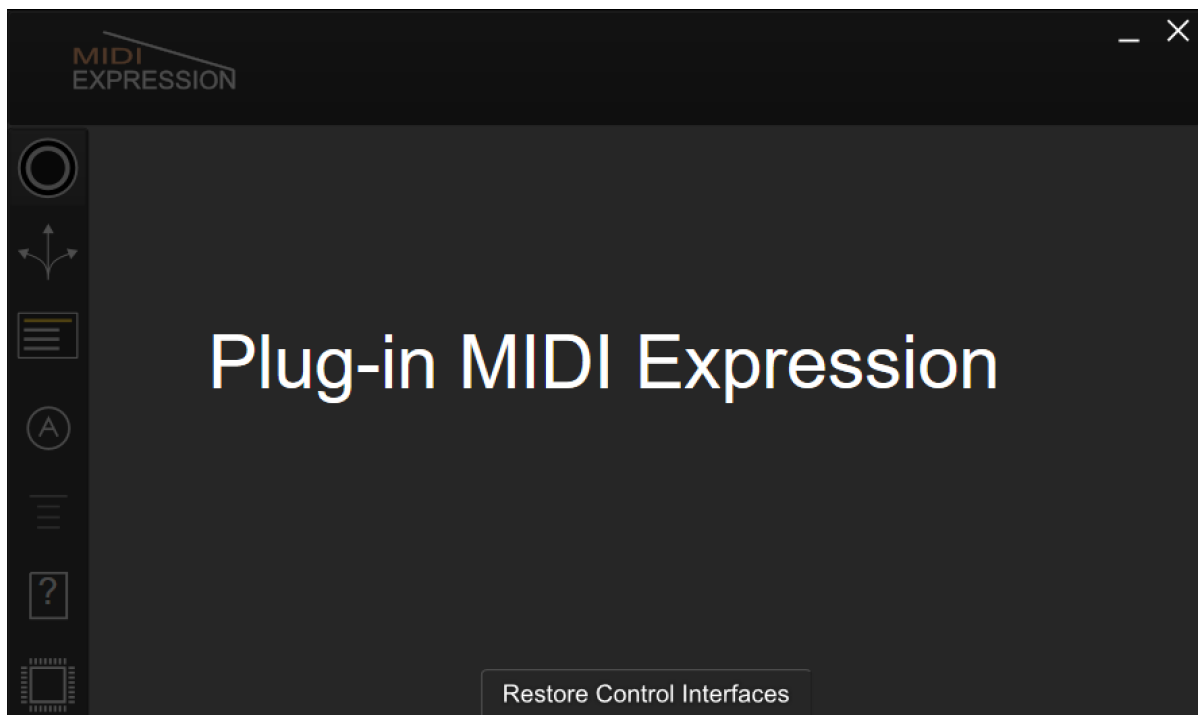 MIDI
EXPRESSION
A
?
Plug-in MIDI Expression
Restore Control Interfaces